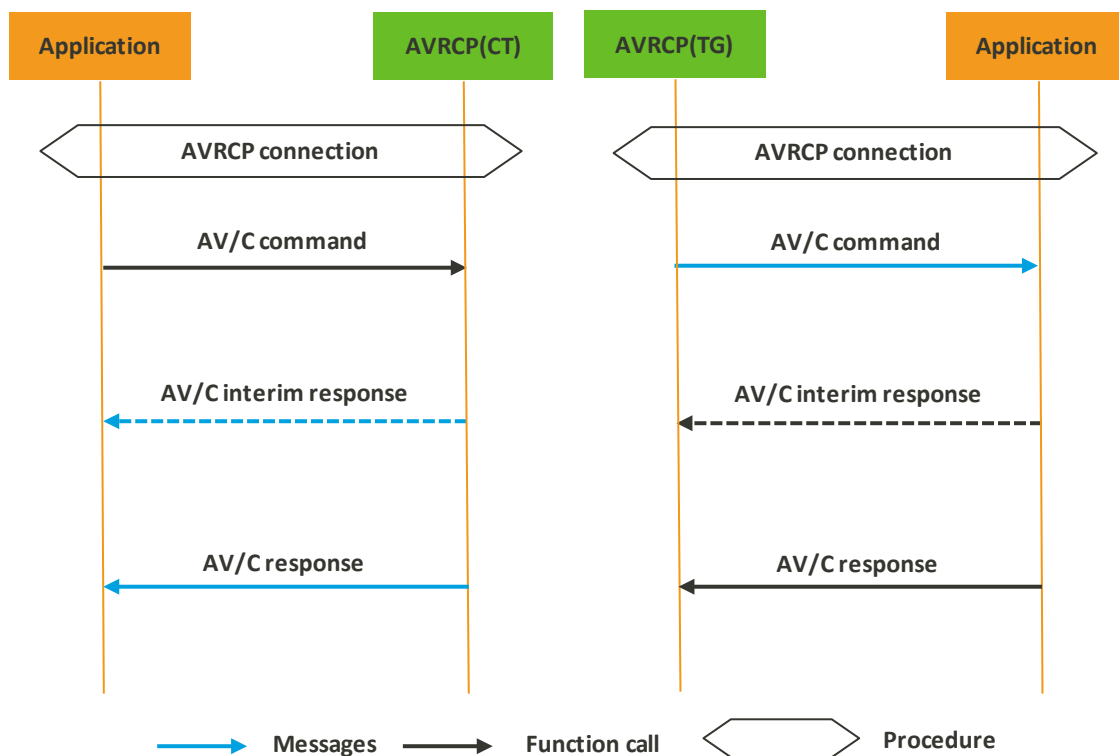 Application AVRCP(CT) AVRCP(TG) Application
AVRCP connection AVRCP connection
AV/C command AV/C command
AV/C interim response AV/C interim response
AV/C response AV/C response
Messages Function call Procedure